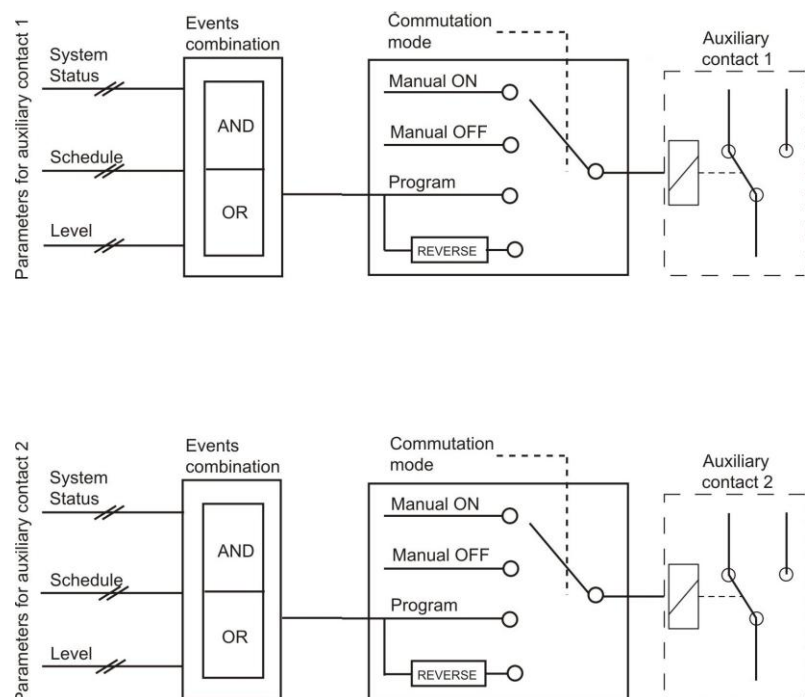 Parameters for auxiliary contact 1
System
Status
Schedule
Level
Events
combination
AND
OR
Commutation
mode
Manual ON
Manual OFF
Program
REVERSE
Auxiliary
contact 1
Parameters for auxiliary contact 2
System
Status
Schedule
Level
Events
combination
AND
OR
Commutation
mode
Manual ON
Manual OFF
Program
REVERSE
Auxiliary
contact 2